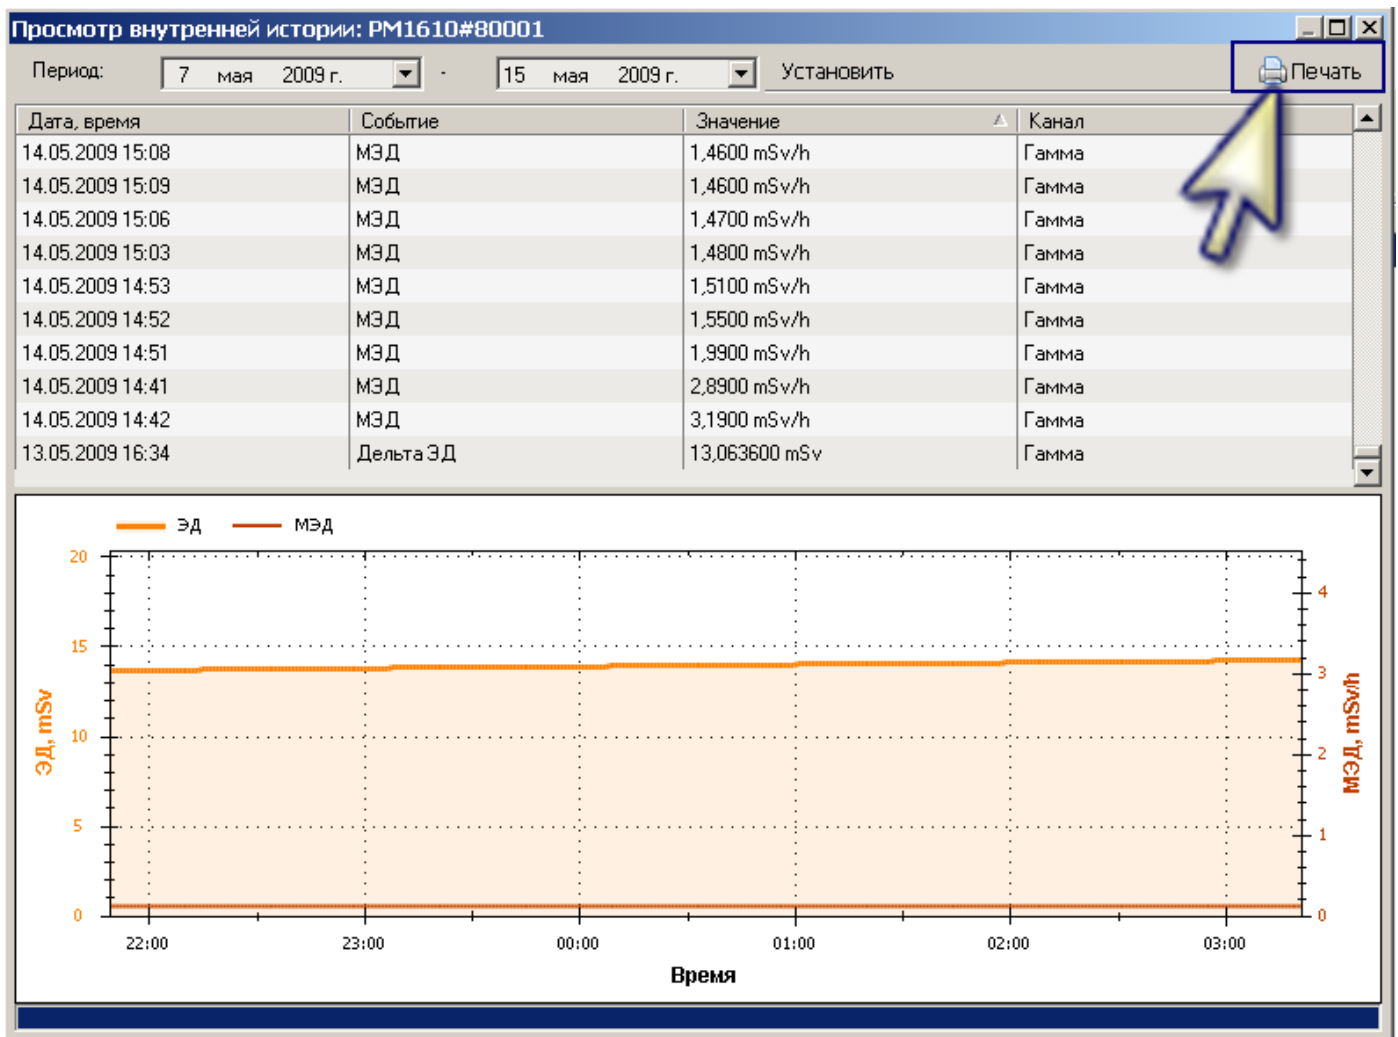 Просмотр внутренней истории: PM1610#80001
Период: 7 мая 2009 г. - 15 мая 2009 г. Установить Печать
Дата, время Событие Значение Канал
14.05.2009 15:08 МЭД 1,4600 mSv/h Гамма
14.05.2009 15:09 МЭД 1,4600 mSv/h Гамма
14.05.2009 15:06 МЭД 1,4700 mSv/h Гамма
14.05.2009 15:03 МЭД 1,4800 mSv/h Гамма
14.05.2009 14:53 МЭД 1,5100 mSv/h Гамма
14.05.2009 14:52 МЭД 1,5500 mSv/h Гамма
14.05.2009 14:51 МЭД 1,9900 mSv/h Гамма
14.05.2009 14:41 МЭД 2,8900 mSv/h Гамма
14.05.2009 14:42 МЭД 3,1900 mSv/h Гамма
13.05.2009 16:34 Дельта ЭД 13,063600 mSv Гамма
ЭД МЭД
20
15
10
5
0
ЭД, mSv
4
3
2
1
0
МЭД, mSv/h
22:00 23:00 00:00 01:00 02:00 03:00
Время